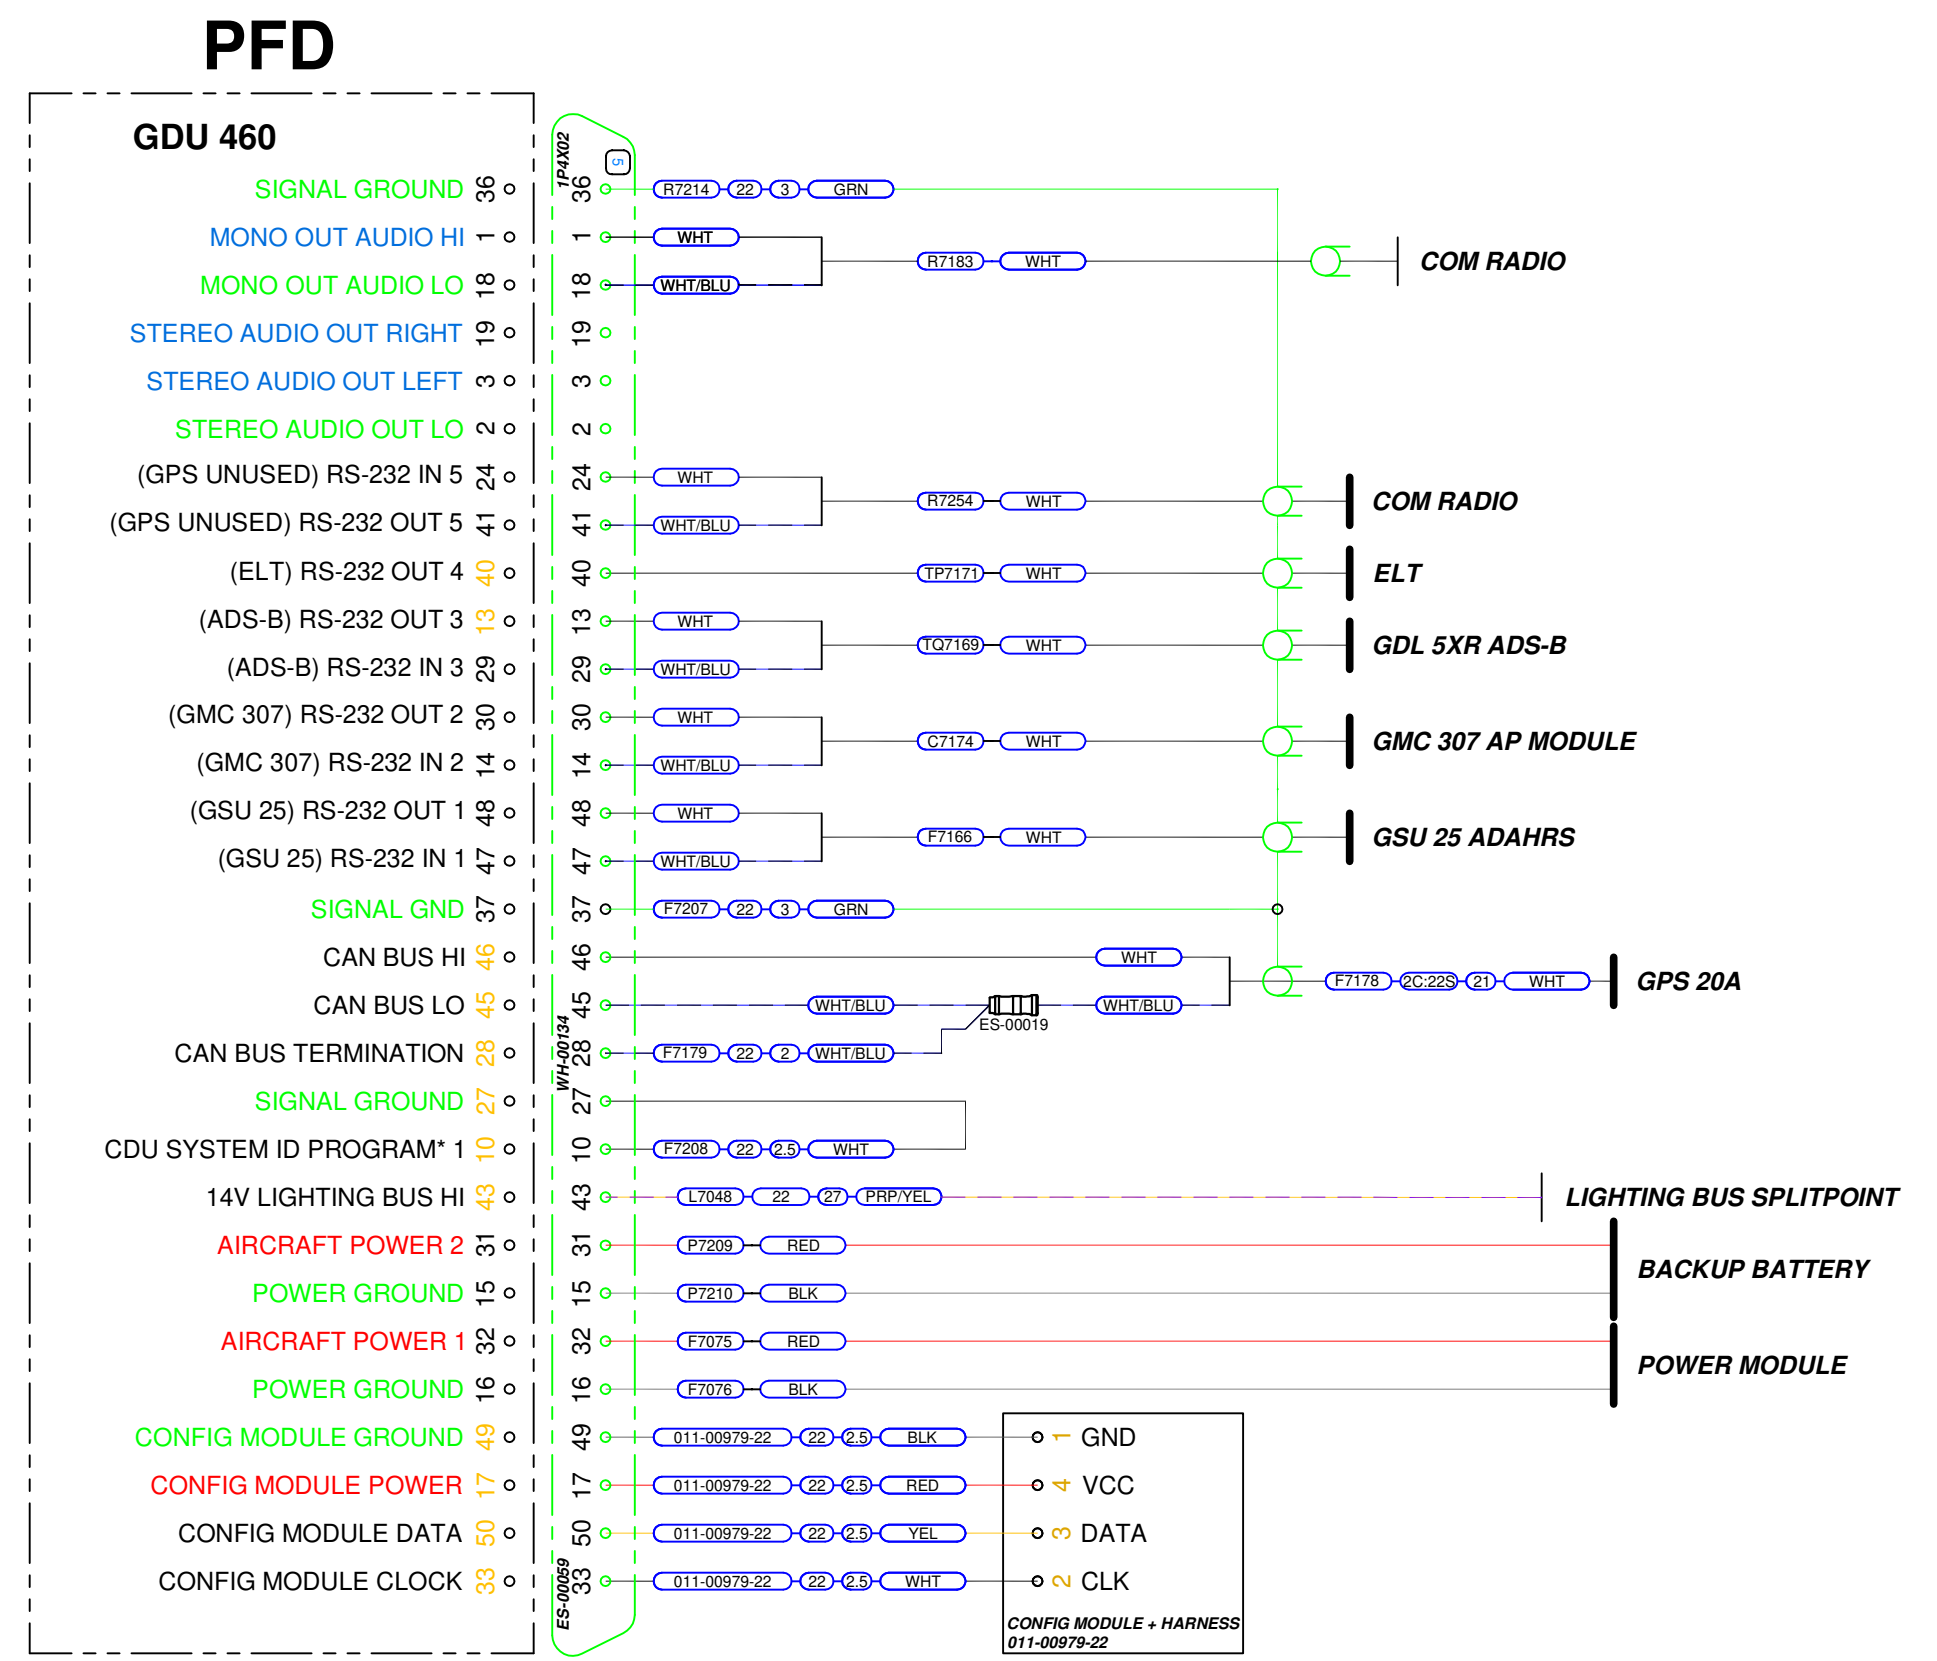 PFD
GDU 460
1P4X02
5
SIGNAL GROUND 36 36 R7214 22 3 GRN
MONO OUT AUDIO HI 1 1 WHT
R7183 WHT COM RADIO
MONO OUT AUDIO LO 18 18 WHT/BLU
STEREO AUDIO OUT RIGHT 19 19
STEREO AUDIO OUT LEFT 3 3
STEREO AUDIO OUT LO 2 2
(GPS UNUSED) RS-232 IN 5 24 24 WHT
R7254 WHT COM RADIO
(GPS UNUSED) RS-232 OUT 5 41 41 WHT/BLU
(ELT) RS-232 OUT 4 40 40 TP7171 WHT ELT
(ADS-B) RS-232 OUT 3 13 13 WHT
TQ7169 WHT GDL 5XR ADS-B
(ADS-B) RS-232 IN 3 29 29 WHT/BLU
(GMC 307) RS-232 OUT 2 30 30 WHT
C7174 WHT GMC 307 AP MODULE
(GMC 307) RS-232 IN 2 14 14 WHT/BLU
(GSU 25) RS-232 OUT 1 48 48 WHT
F7166 WHT GSU 25 ADAHRS
(GSU 25) RS-232 IN 1 47 47 WHT/BLU
SIGNAL GND 37 37 F7207 22 3 GRN
CAN BUS HI 46 46 WHT
F7178 2C:22S 21 WHT GPS 20A
CAN BUS LO 45 45 WHT/BLU WHT/BLU
ES-00019
WH-00134
CAN BUS TERMINATION 28 28 F7179 22 2 WHT/BLU
SIGNAL GROUND 27 27
CDU SYSTEM ID PROGRAM* 1 10 10 F7208 22 2.5 WHT
14V LIGHTING BUS HI 43 43 L7048 22 27 PRP/YEL LIGHTING BUS SPLITPOINT
AIRCRAFT POWER 2 31 31 P7209 RED
BACKUP BATTERY
POWER GROUND 15 15 P7210 BLK
AIRCRAFT POWER 1 32 32 F7075 RED
POWER MODULE
POWER GROUND 16 16 F7076 BLK
CONFIG MODULE GROUND 49 49 011-00979-22 22 2.5 BLK 1 GND
CONFIG MODULE POWER 17 17 011-00979-22 22 2.5 RED 4 VCC
CONFIG MODULE DATA 50 50 011-00979-22 22 2.5 YEL 3 DATA
CONFIG MODULE CLOCK 33 33 011-00979-22 22 2.5 WHT 2 CLK
ES-00059
CONFIG MODULE + HARNESS
011-00979-22